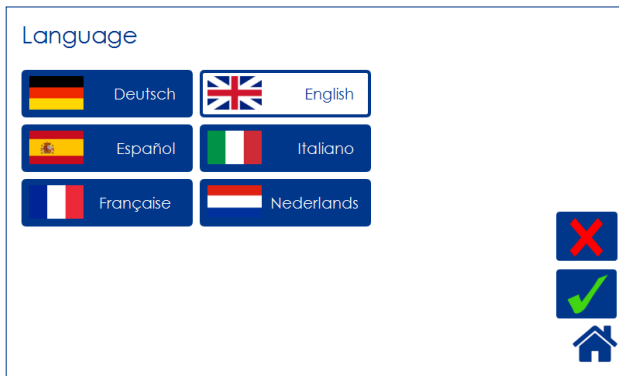 Language
Deutsch English
Español Italiano
Française Nederlands